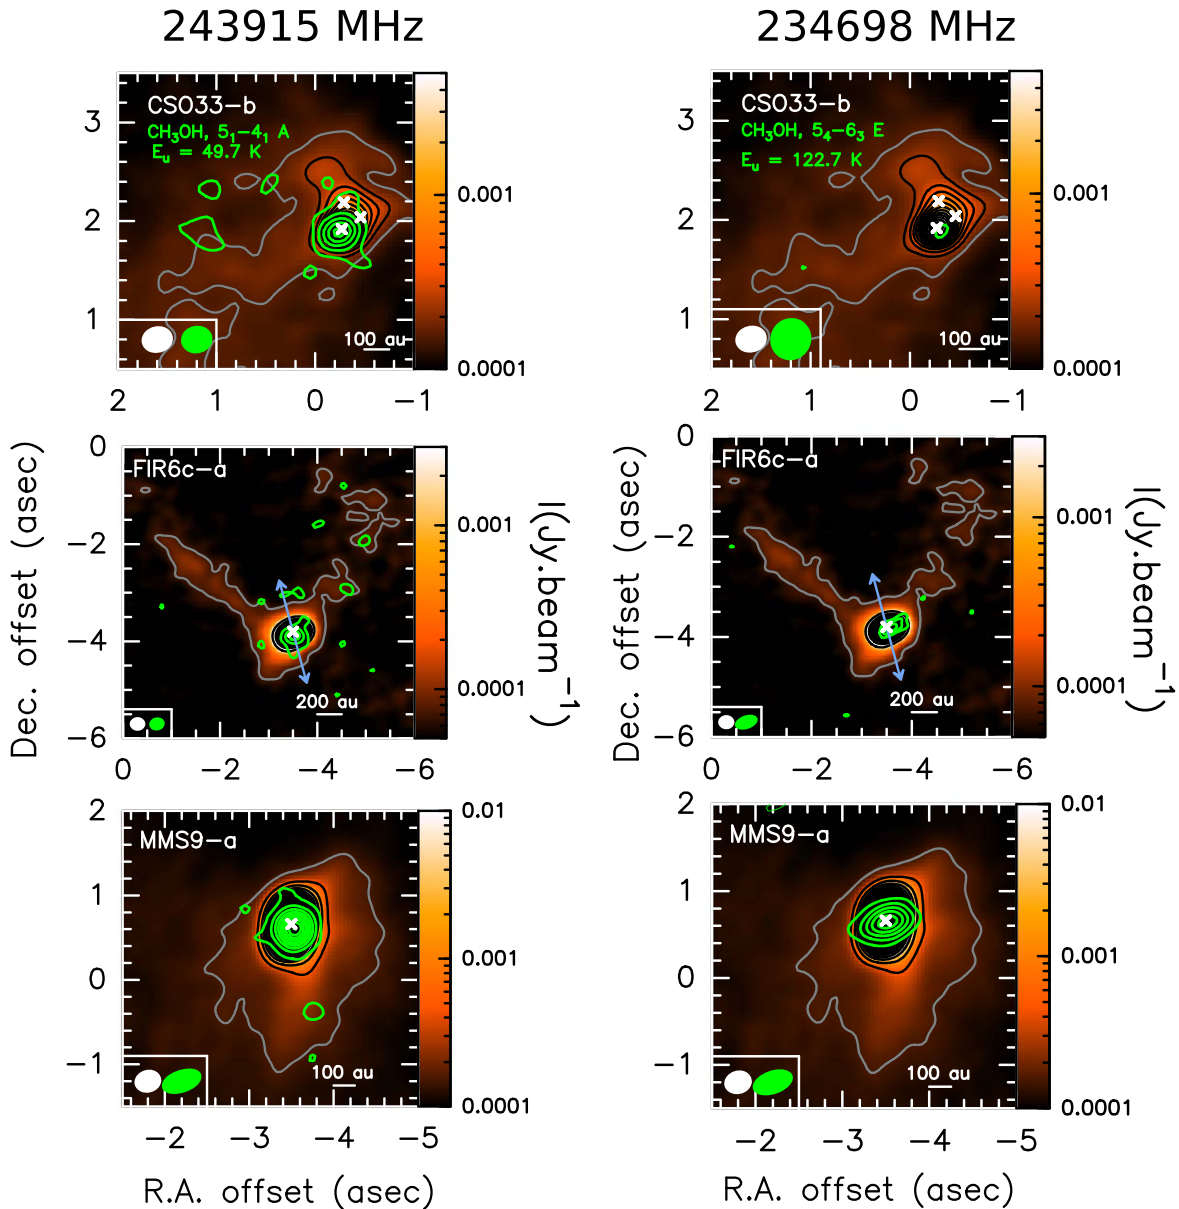 243915 MHz
234698 MHz
CSO33-b
CH₃OH, 5₁-4₁ A
Eᵤ = 49.7 K
3
2
1
100 au
0.001
0.0001
2 1 0 -1
CSO33-b
CH₃OH, 5₄-6₃ E
Eᵤ = 122.7 K
3
2
1
100 au
0.001
0.0001
2 1 0 -1
Dec. offset (asec)
FIR6c-a
0
-2
-4
-6
200 au
0.001
0.0001
0 -2 -4 -6
I(Jy.beam⁻¹)
Dec. offset (asec)
FIR6c-a
0
-2
-4
-6
200 au
0.001
0.0001
0 -2 -4 -6
I(Jy.beam⁻¹)
MMS9-a
2
1
0
-1
100 au
0.01
0.001
0.0001
-2 -3 -4 -5
R.A. offset (asec)
MMS9-a
2
1
0
-1
100 au
0.01
0.001
0.0001
-2 -3 -4 -5
R.A. offset (asec)